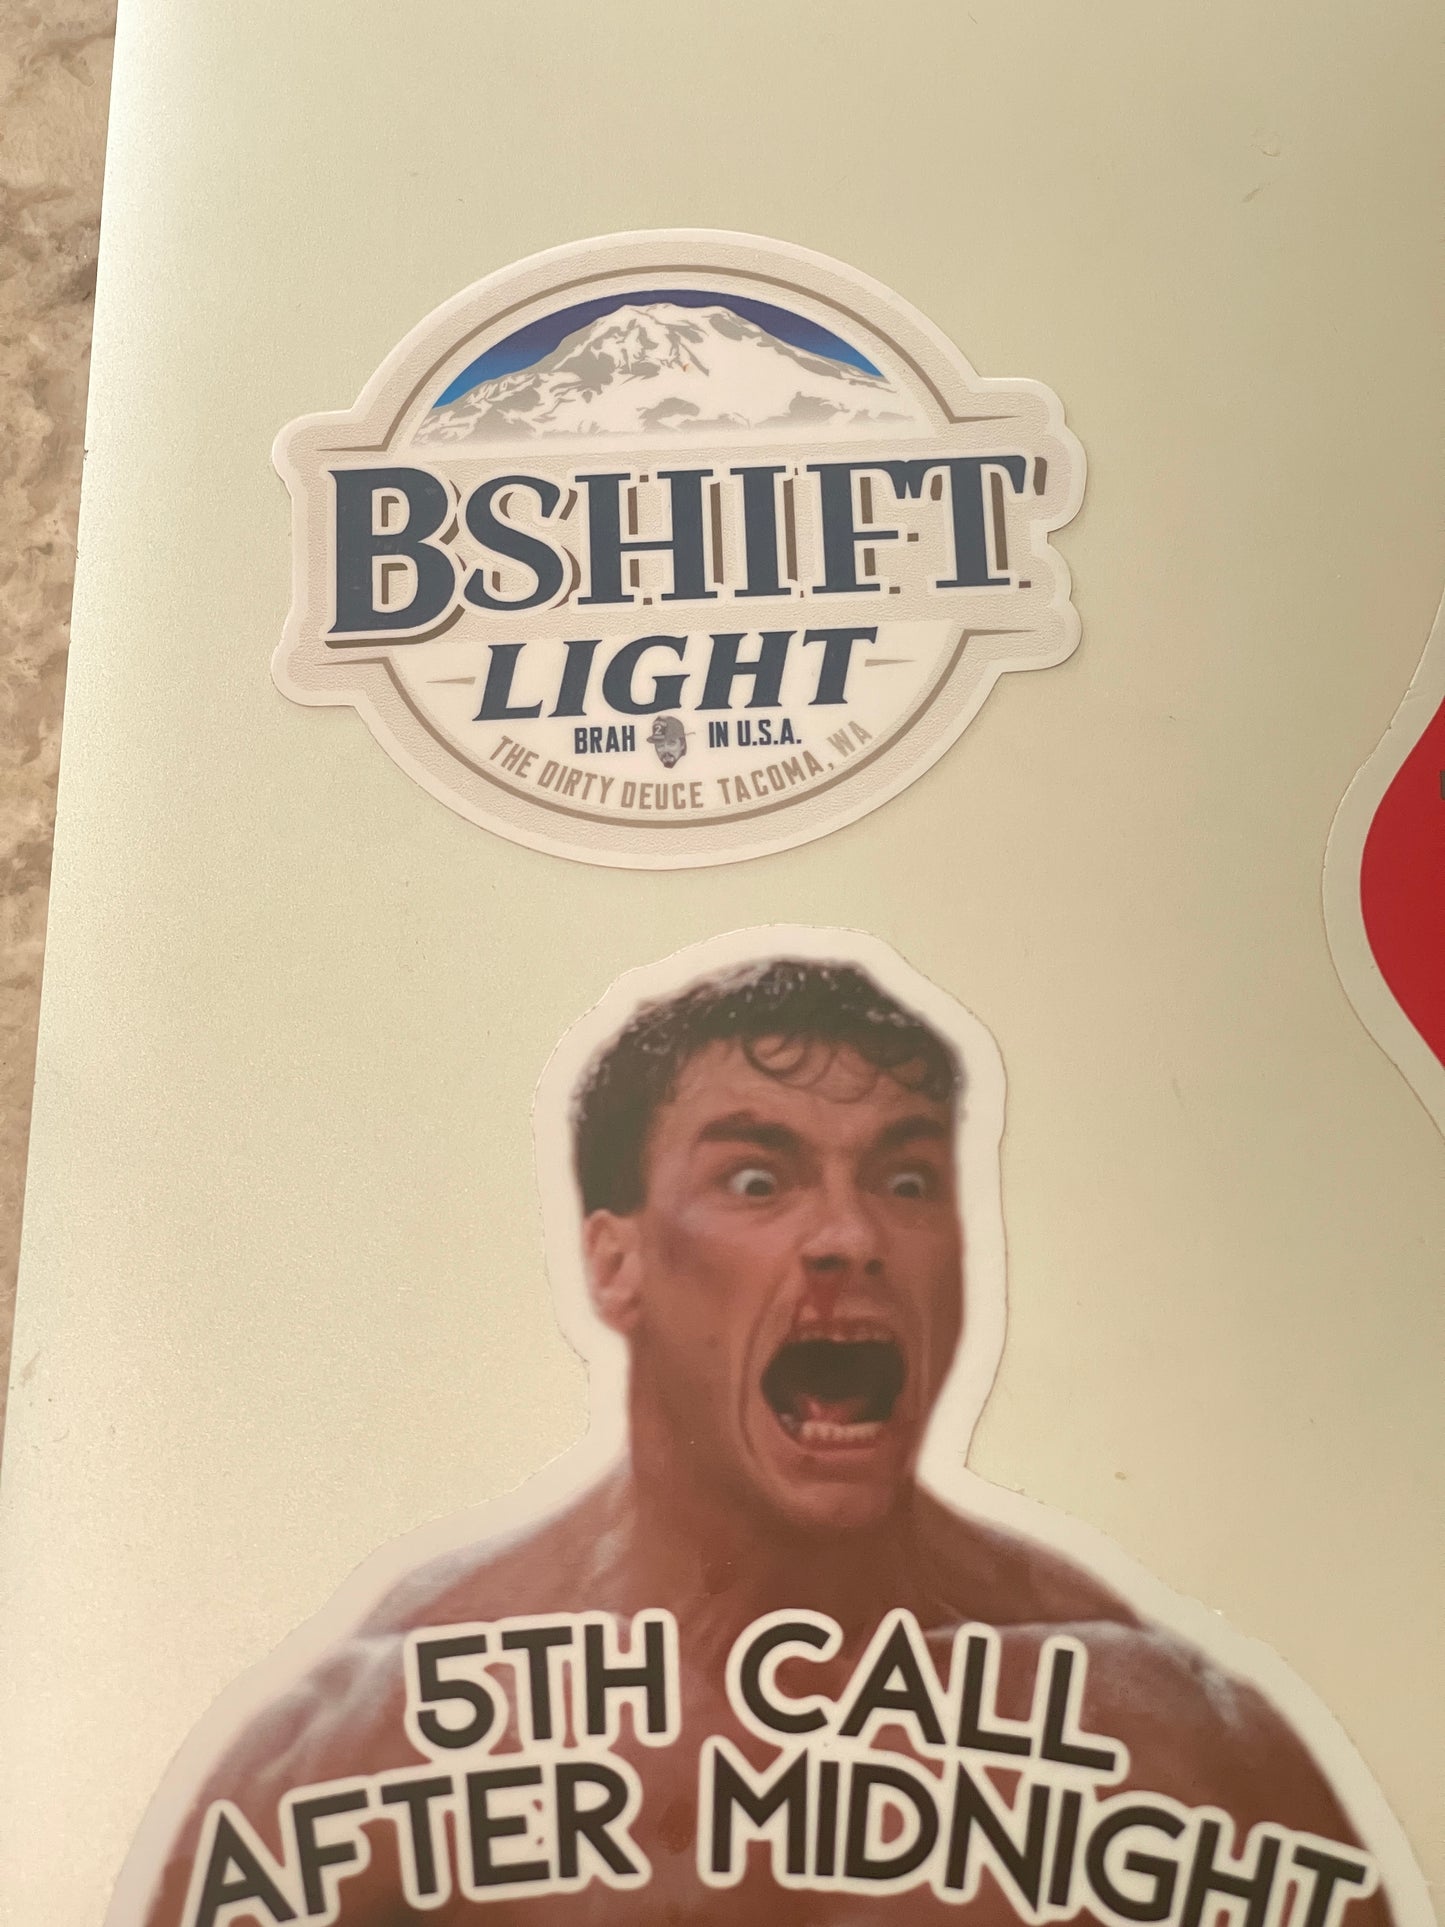 BSHIFT
LIGHT
BRAH IN U.S.A.
THE DIRTY DEUCE TACOMA, WA
5TH CALL
AFTER MIDNIGHT